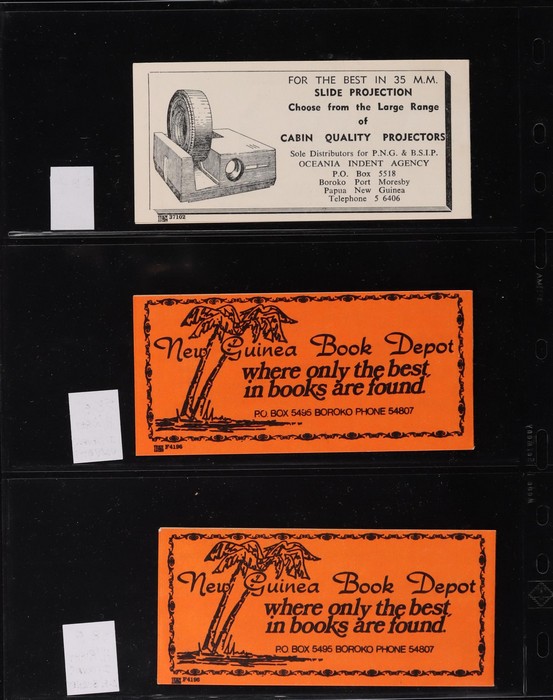 FOR THE BEST IN 35 M.M.
SLIDE PROJECTION
Choose from the Large Range
of
CABIN QUALITY PROJECTORS
Sole Distributors for P.N.G. & B.S.I.P.
OCEANIA INDENT AGENCY
P.O. Box 5518
Boroko Port Moresby
Papua New Guinea
Telephone 5 6406
37102
New Guinea Book Depot
where only the best
in books are found.
P.O. BOX 5495 BOROKO PHONE 54807
F4196
New Guinea Book Depot
where only the best
in books are found.
P.O. BOX 5495 BOROKO PHONE 54807
F4196